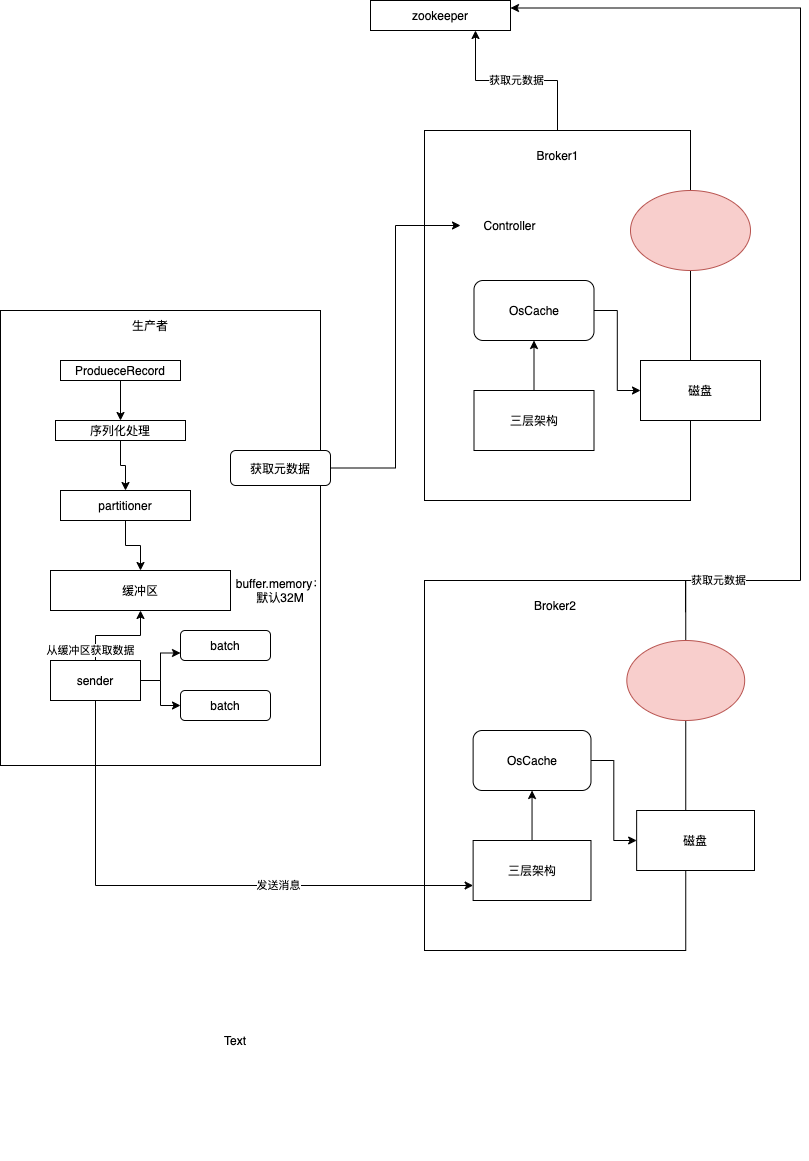 zookeeper
获取元数据
Broker1
Controller
OsCache
三层架构
磁盘
生产者
ProdueceRecord
序列化处理
获取元数据
partitioner
缓冲区
buffer.memory：
默认32M
从缓冲区获取数据
sender
batch
batch
获取元数据
Broker2
OsCache
三层架构
磁盘
发送消息
Text